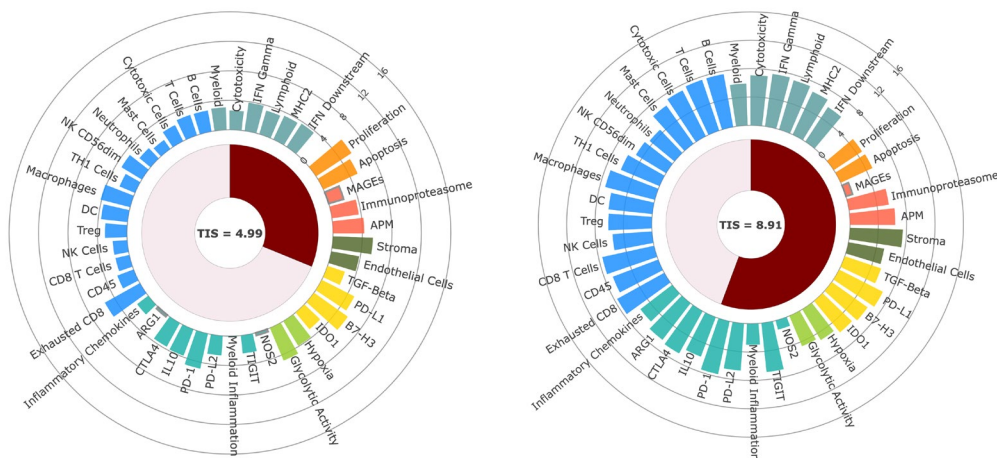 Cytotoxicity
IFN Gamma
Lymphoid
MHC2
IFN Downstream
16
12
8
4
0
Proliferation
Apoptosis
MAGEs
Immunoproteasome
APM
Stroma
Endothelial Cells
TGF-Beta
PD-L1
B7-H3
IDO1
Hypoxia
Glycolytic Activity
NOS2
TIGIT
Myeloid Inflammation
PD-L2
PD-1
IL10
CTLA4
ARG1
Inflammatory Chemokines
Exhausted CD8
CD45
CD8 T Cells
NK Cells
Treg
DC
Macrophages
TH1 Cells
NK CD56dim
Neutrophils
Mast Cells
Cytotoxic Cells
T Cells
B Cells
Myeloid
TIS = 4.99
Cytotoxicity
IFN Gamma
Lymphoid
MHC2
IFN Downstream
16
12
8
4
0
Proliferation
Apoptosis
MAGEs
Immunoproteasome
APM
Stroma
Endothelial Cells
TGF-Beta
PD-L1
B7-H3
IDO1
Hypoxia
Glycolytic Activity
NOS2
TIGIT
Myeloid Inflammation
PD-L2
PD-1
IL10
CTLA4
ARG1
Inflammatory Chemokines
Exhausted CD8
CD45
CD8 T Cells
NK Cells
Treg
DC
Macrophages
TH1 Cells
NK CD56dim
Neutrophils
Mast Cells
Cytotoxic Cells
T Cells
B Cells
Myeloid
TIS = 8.91